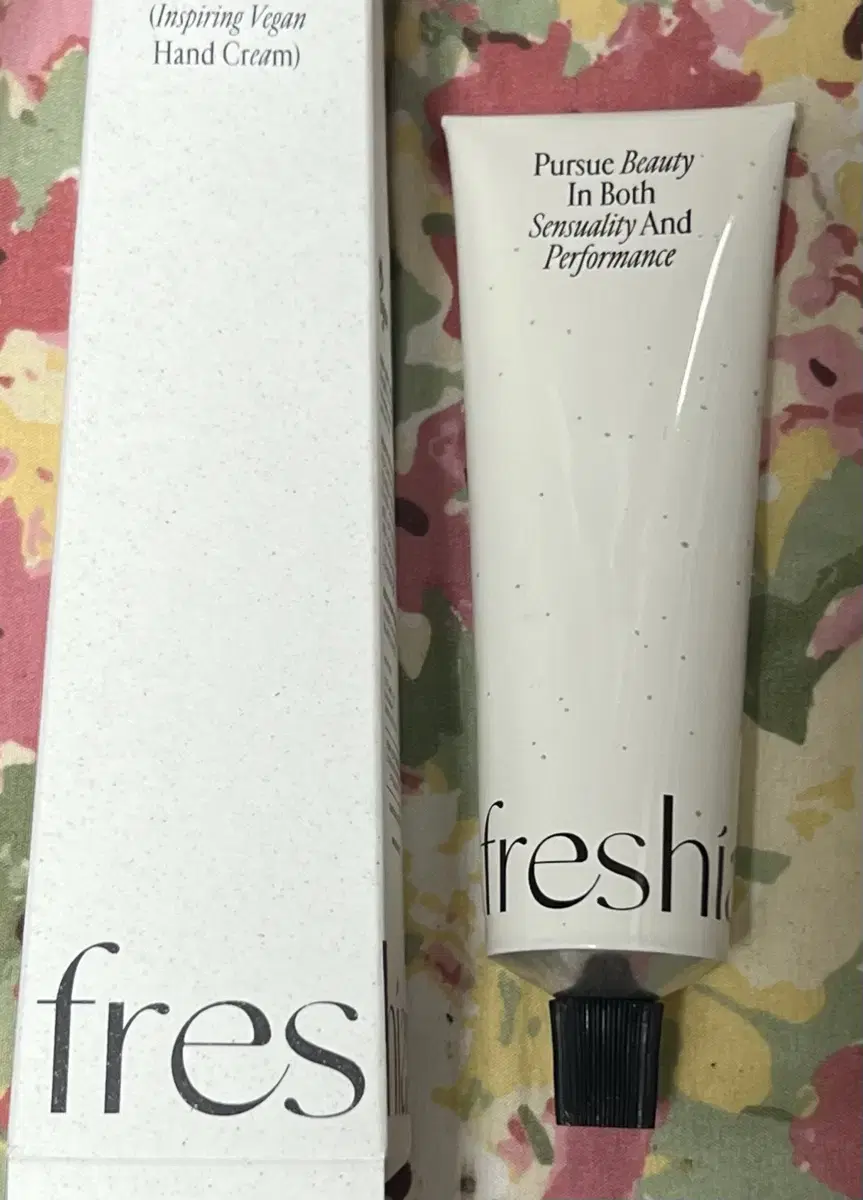 (Inspiring Vegan
Hand Cream)
fres
Pursue Beauty
In Both
Sensuality And
Performance
freshi